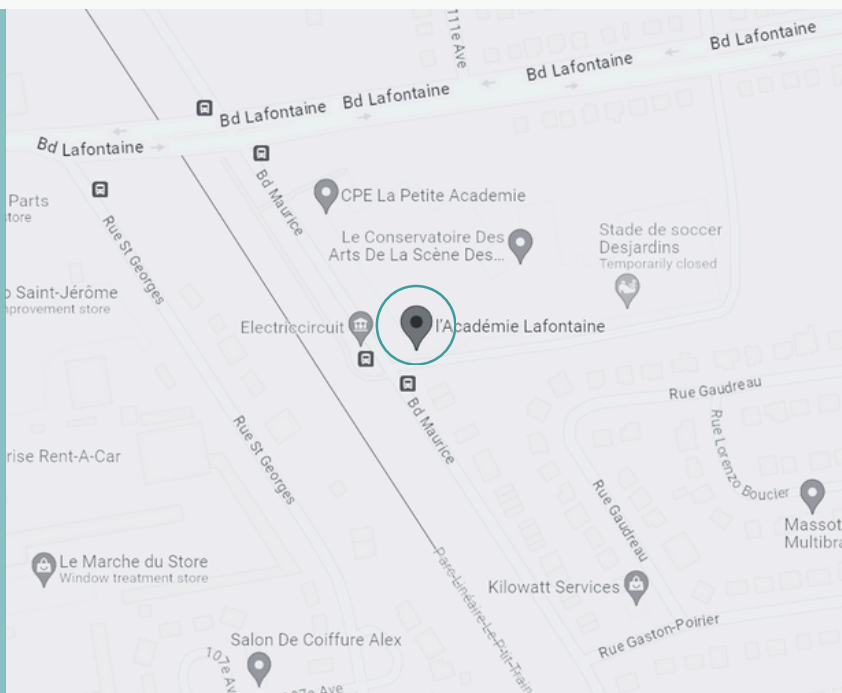 111e Ave
Bd Lafontaine
Bd Lafontaine
Bd Lafontaine
Bd Lafontaine
Bd Lafontaine
Bd Maurice
CPE La Petite Academie
Parts
store
Rue St Georges
Le Conservatoire Des
Arts De La Scène Des...
Stade de soccer
Desjardins
Temporarily closed
o Saint-Jérôme
nprovement store
Electriccircuit
l'Académie Lafontaine
Bd Maurice
Rue Gaudreau
Rue Lorenzo Boucier
Rue St Georges
rise Rent-A-Car
Rue Gaudreau
Massot
Multibra
Le Marche du Store
Window treatment store
Parc-Linéaire-Le-P'tit-Train
Kilowatt Services
Rue Gaston-Poirier
Salon De Coiffure Alex
107e Av
107e Ave